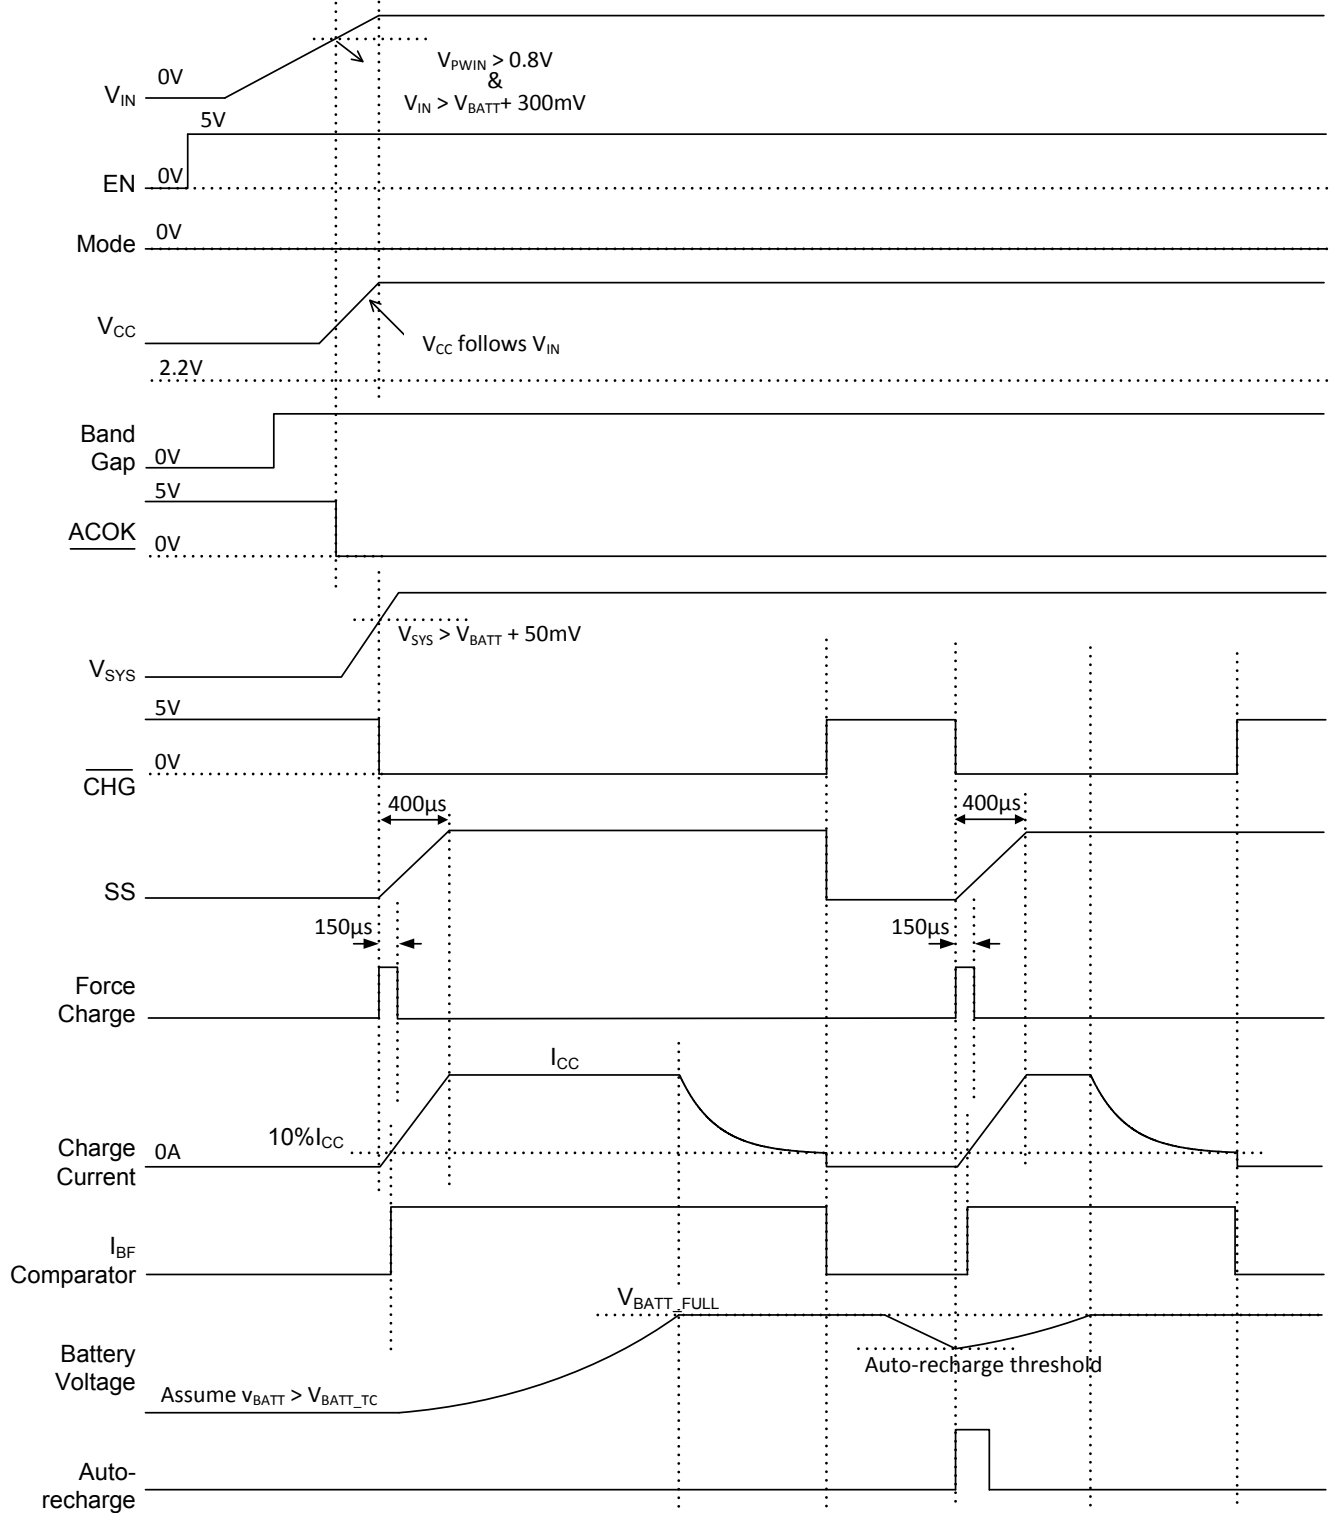 V_IN
0V
V_PWIN > 0.8V
&
V_IN > V_BATT+ 300mV
5V
EN
0V
Mode
0V
V_CC
V_CC follows V_IN
2.2V
Band
Gap
0V
5V
ACOK
0V
V_SYS > V_BATT + 50mV
V_SYS
5V
0V
CHG
400µs
400µs
SS
150µs
150µs
Force
Charge
I_CC
10%I_CC
Charge
Current
0A
I_BF
Comparator
V_BATT_FULL
Battery
Voltage
Auto-recharge threshold
Assume v_BATT > V_BATT_TC
Auto-
recharge